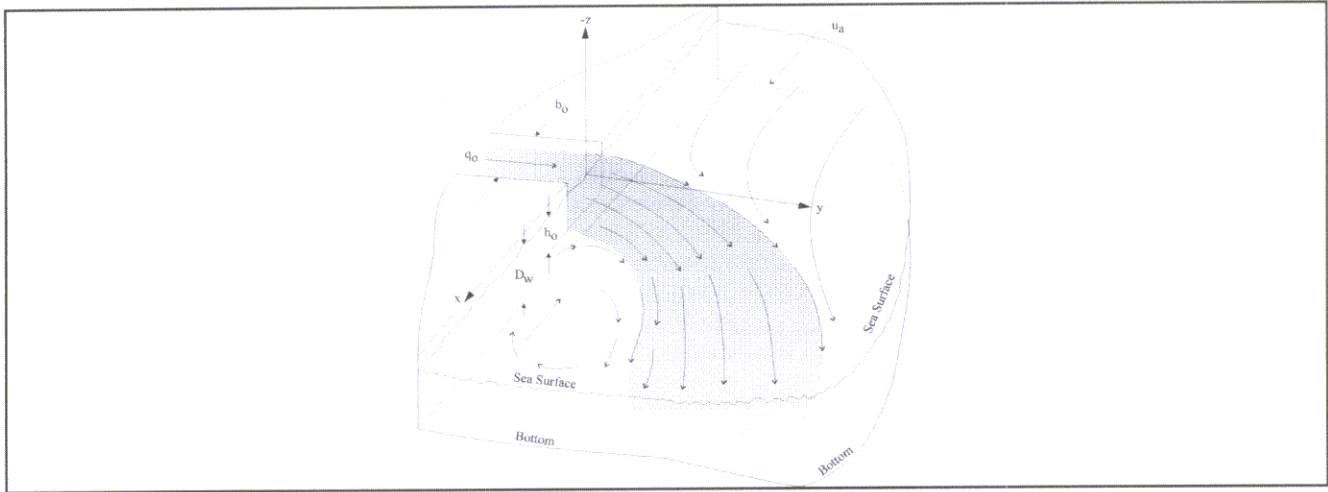 -z
u_a
b_o
q_o
y
h_o
D_w
x
Sea Surface
Sea Surface
Bottom
Bottom